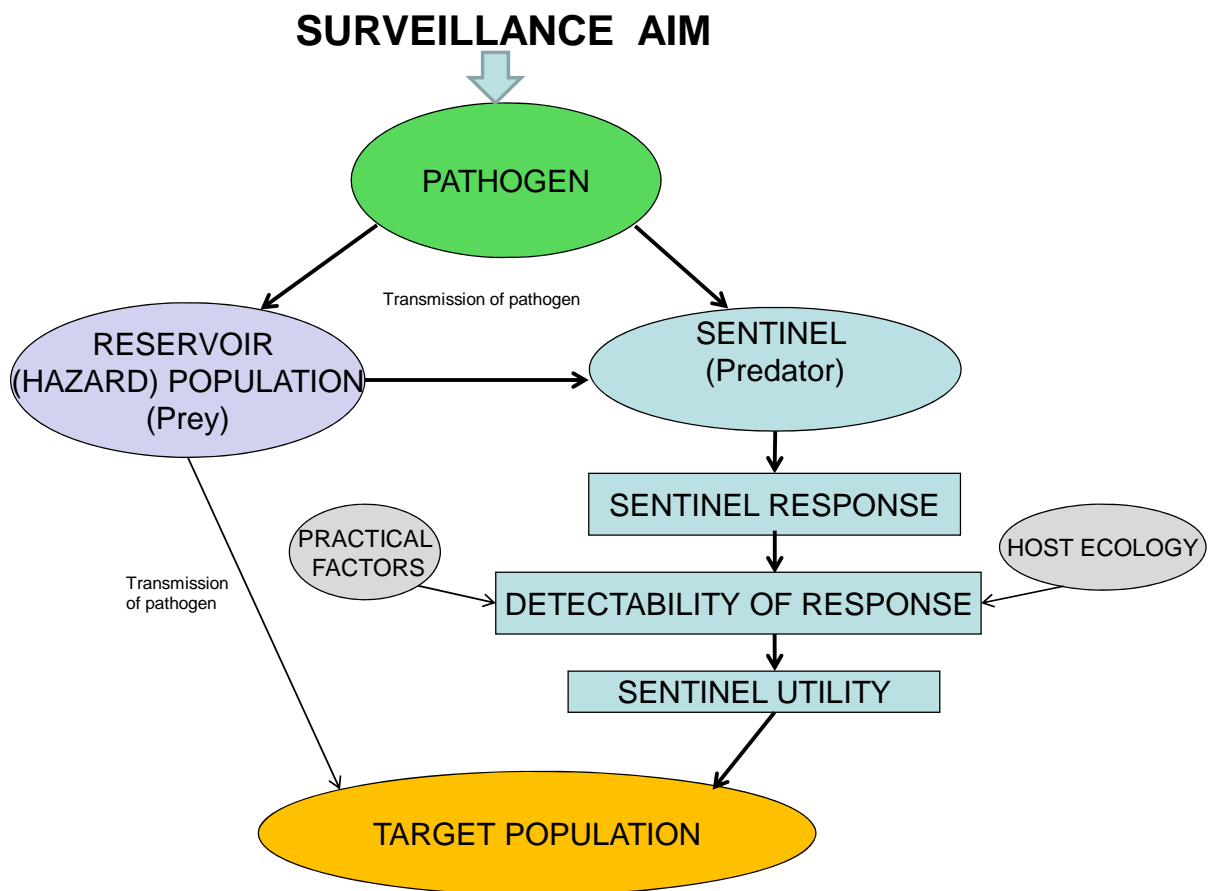 SURVEILLANCE AIM
PATHOGEN
Transmission of pathogen
RESERVOIR
(HAZARD) POPULATION
(Prey)
SENTINEL
(Predator)
SENTINEL RESPONSE
PRACTICAL
FACTORS
HOST ECOLOGY
Transmission
of pathogen
DETECTABILITY OF RESPONSE
SENTINEL UTILITY
TARGET POPULATION